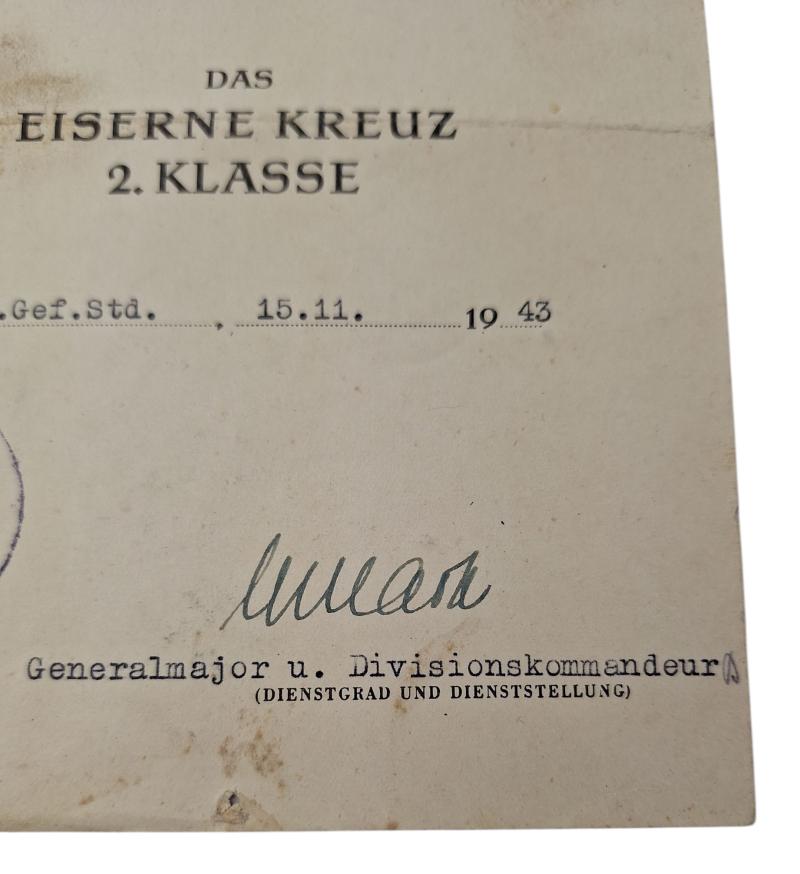 DAS
EISERNE KREUZ
2. KLASSE
.Gef.Std. , 15.11. 19 43
Generalmajor u. Divisionskommandeur
(DIENSTGRAD UND DIENSTSTELLUNG)